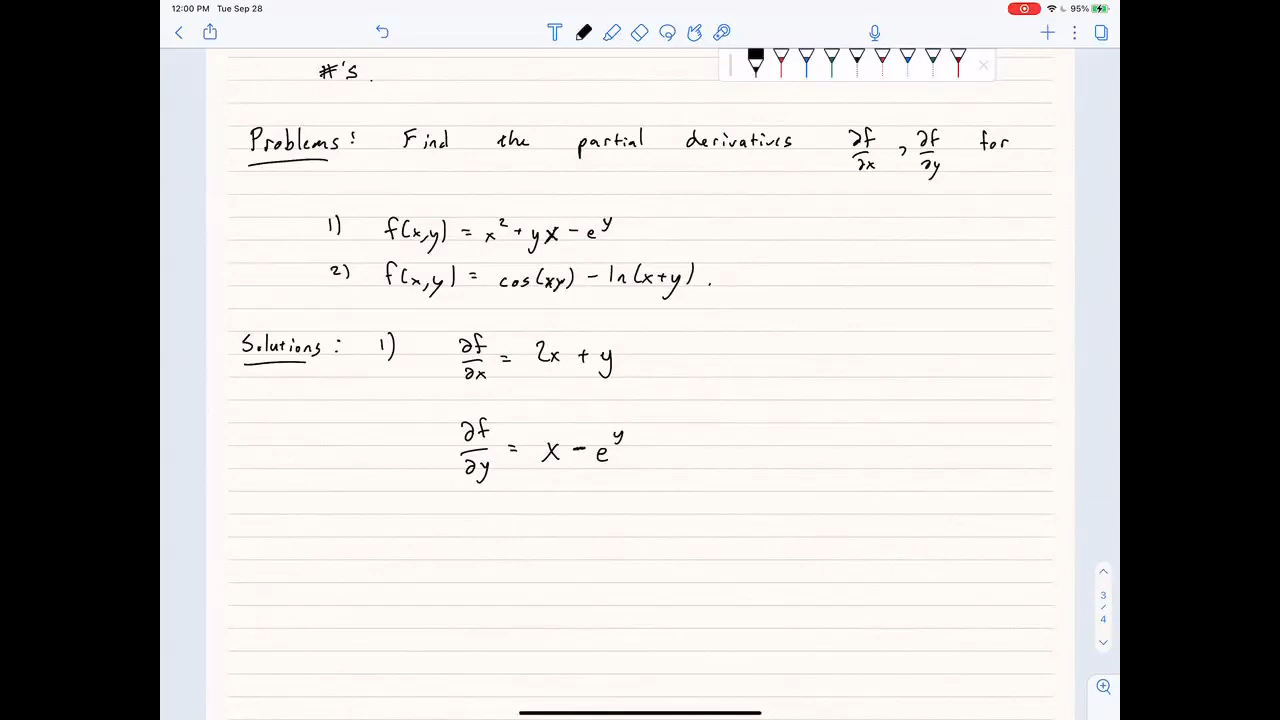 12:00 PM Tue Sep 28 95%
#'s.
Problems: Find the partial derivatives ∂f/∂x, ∂f/∂y for
1) f(x,y) = x² + yx − e^y
2) f(x,y) = cos(xy) − ln(x+y).
Solutions: 1) ∂f/∂x = 2x + y
∂f/∂y = x − e^y
3/4